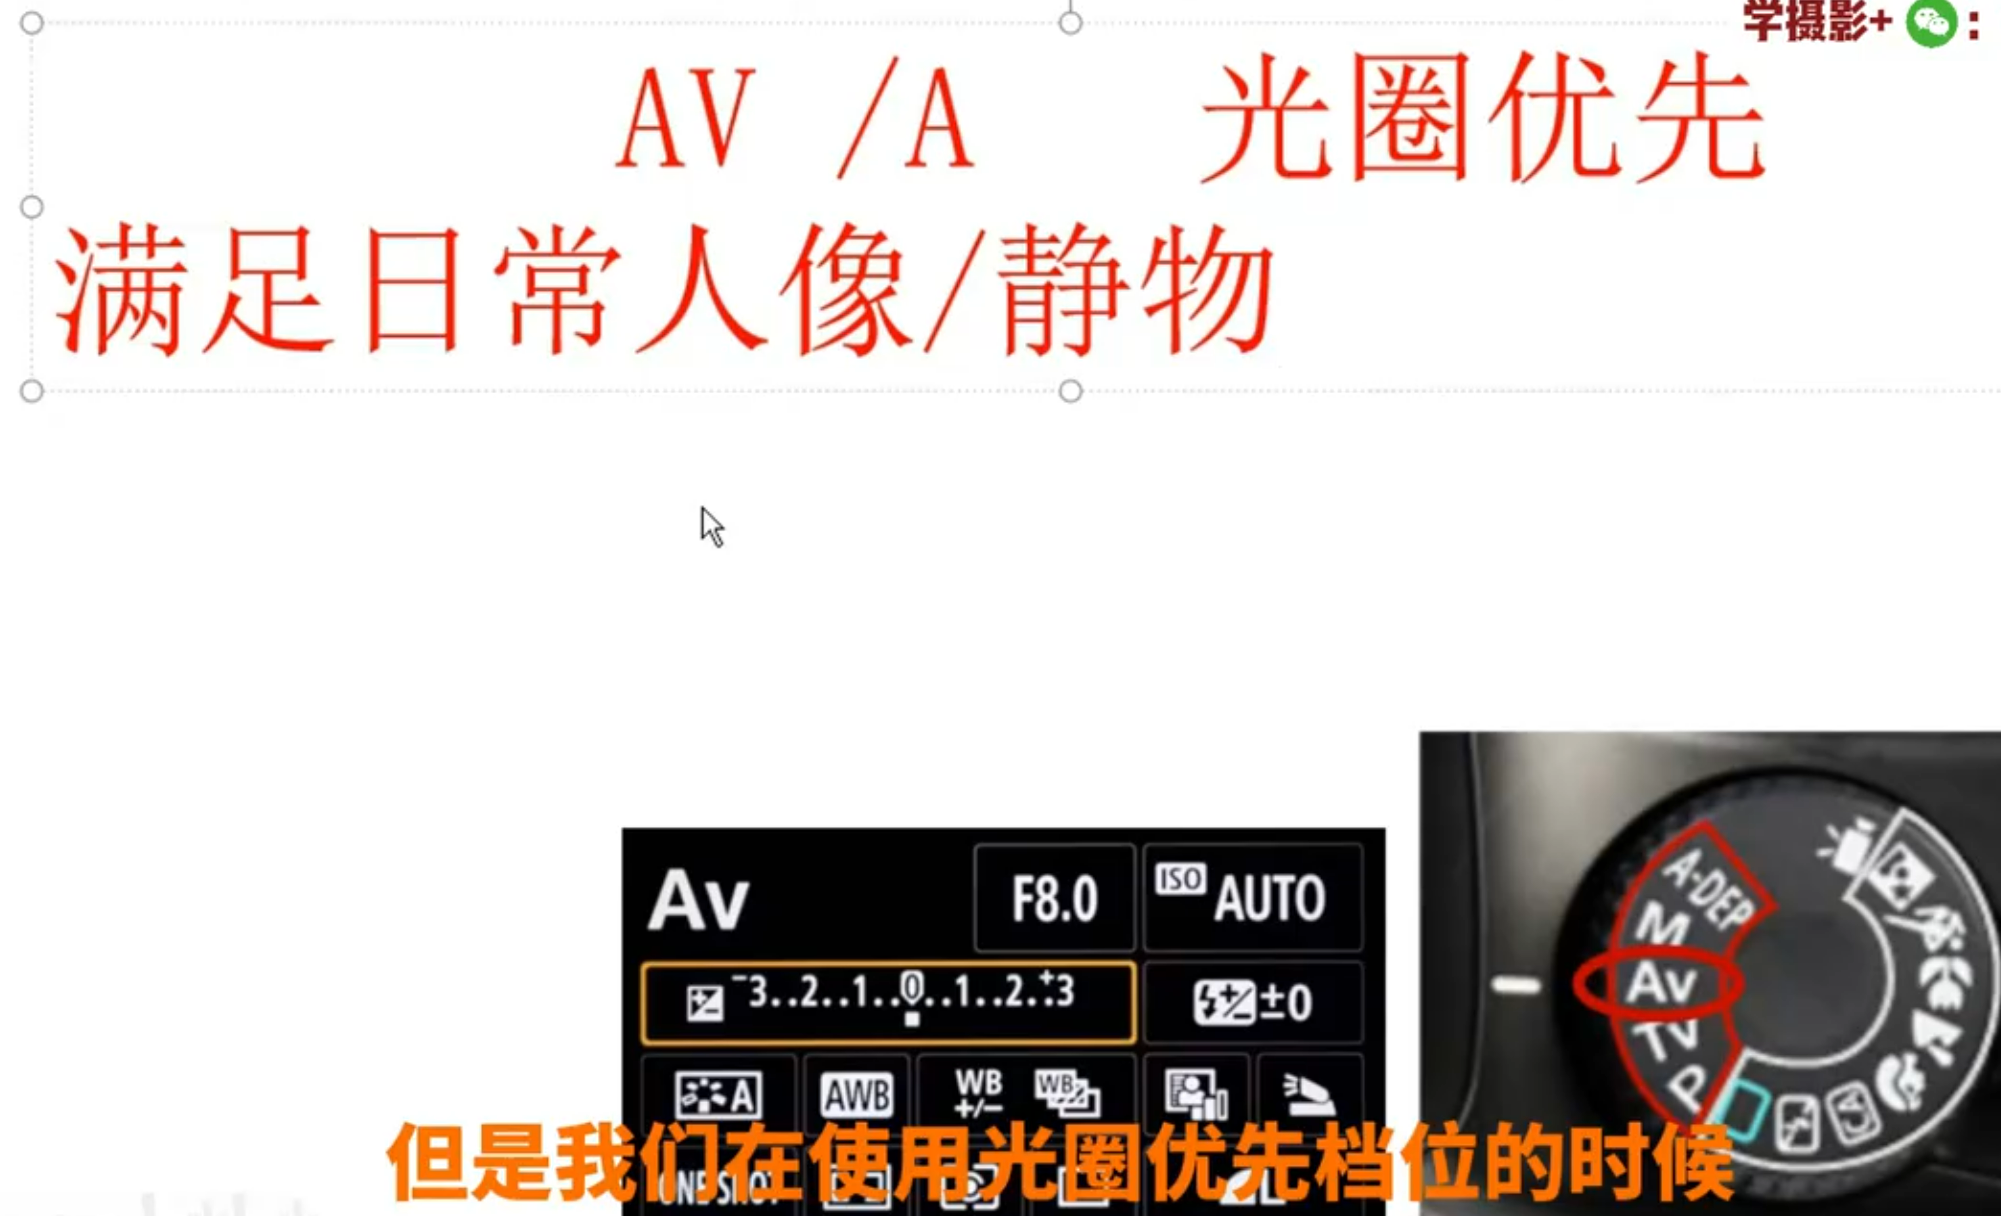 学摄影+ :
AV /A 光圈优先
满足日常人像/静物
Av F8.0 ISO AUTO
-3..2..1..0..1..2..+3 ±0
A AWB WB +/- WB
ONE SHOT
A-DEP
M
Av
Tv
P
CA
但是我们在使用光圈优先档位的时候